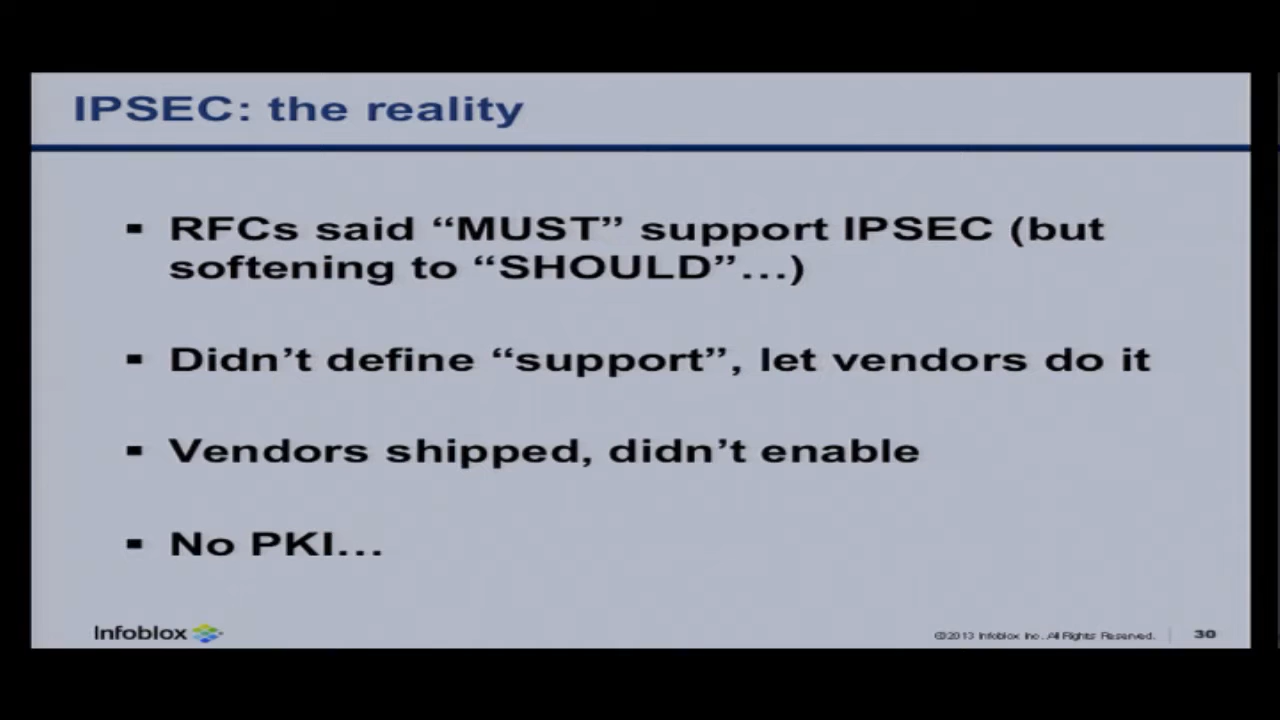 IPSEC: the reality
▪ RFCs said “MUST” support IPSEC (but
softening to “SHOULD”...)
▪ Didn’t define “support”, let vendors do it
▪ Vendors shipped, didn’t enable
▪ No PKI...
Infoblox
©2013 Infoblox Inc. All Rights Reserved. | 30